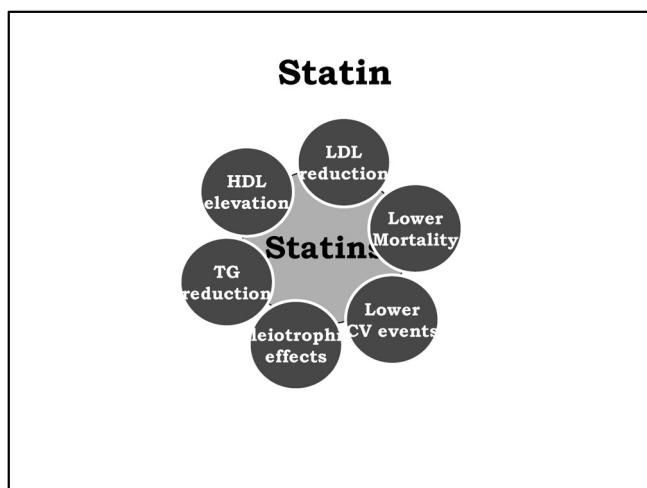 Statin
LDL
reduction
Lower
Mortality
Lower
CV events
leiotrophi
effects
TG
reduction
HDL
elevation
Statins